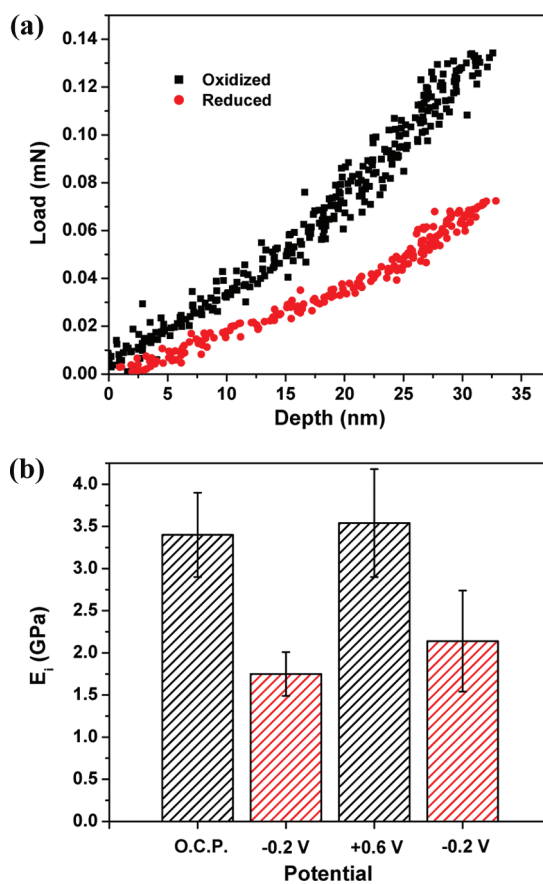 (a)
0.14
0.12
0.10
0.08
0.06
0.04
0.02
0.00
Load (mN)
Oxidized
Reduced
0 5 10 15 20 25 30 35
Depth (nm)
(b)
4.0
3.5
3.0
2.5
2.0
1.5
1.0
0.5
0.0
Ei (GPa)
O.C.P. -0.2 V +0.6 V -0.2 V
Potential